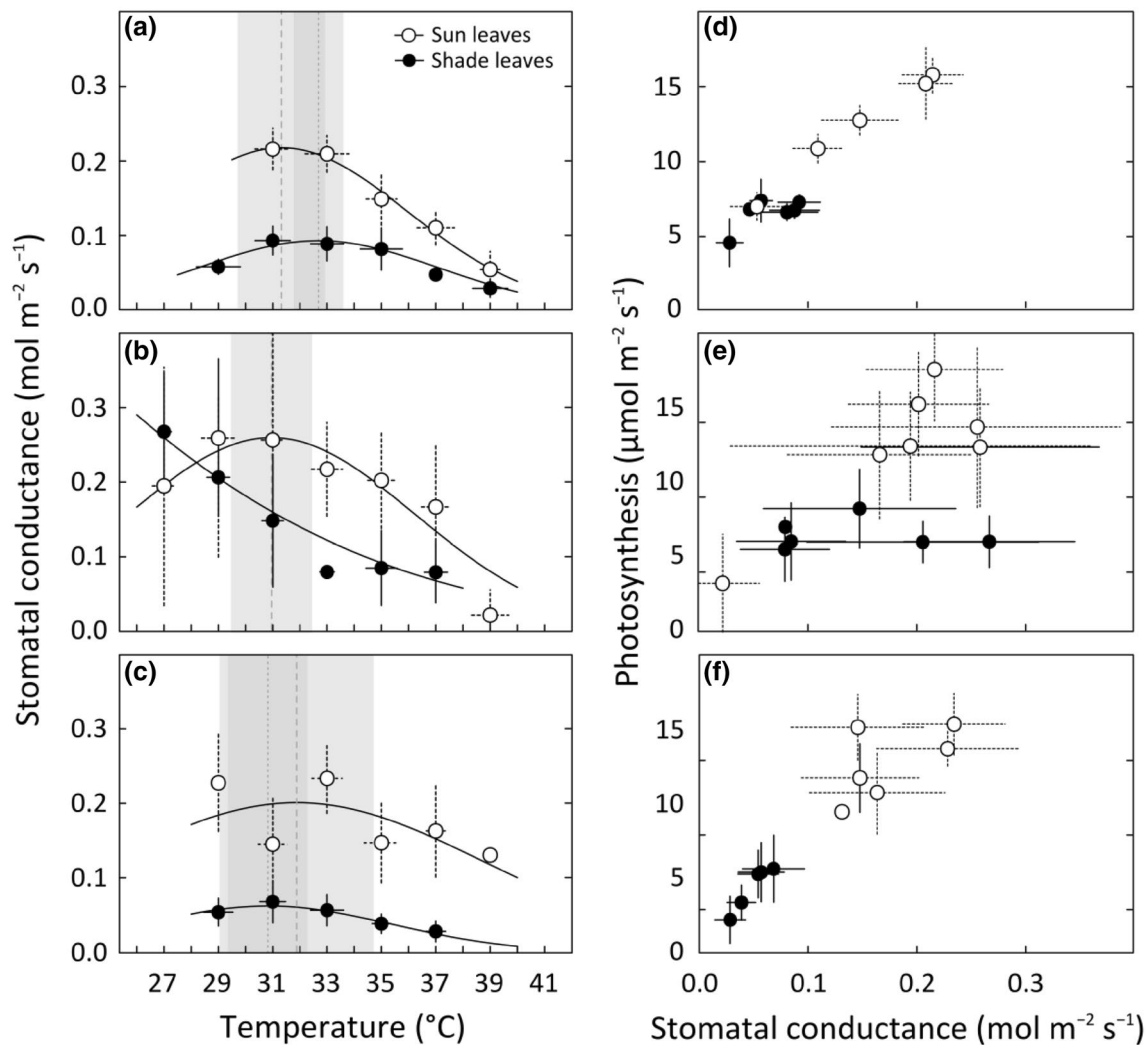 (a)
Sun leaves
Shade leaves
0.3
0.2
0.1
0.0
(b)
0.3
0.2
0.1
0.0
(c)
0.3
0.2
0.1
0.0
27 29 31 33 35 37 39 41
Temperature (°C)
Stomatal conductance (mol m⁻² s⁻¹)
(d)
15
10
5
0
(e)
15
10
5
0
(f)
15
10
5
0
0.0 0.1 0.2 0.3
Stomatal conductance (mol m⁻² s⁻¹)
Photosynthesis (μmol m⁻² s⁻¹)